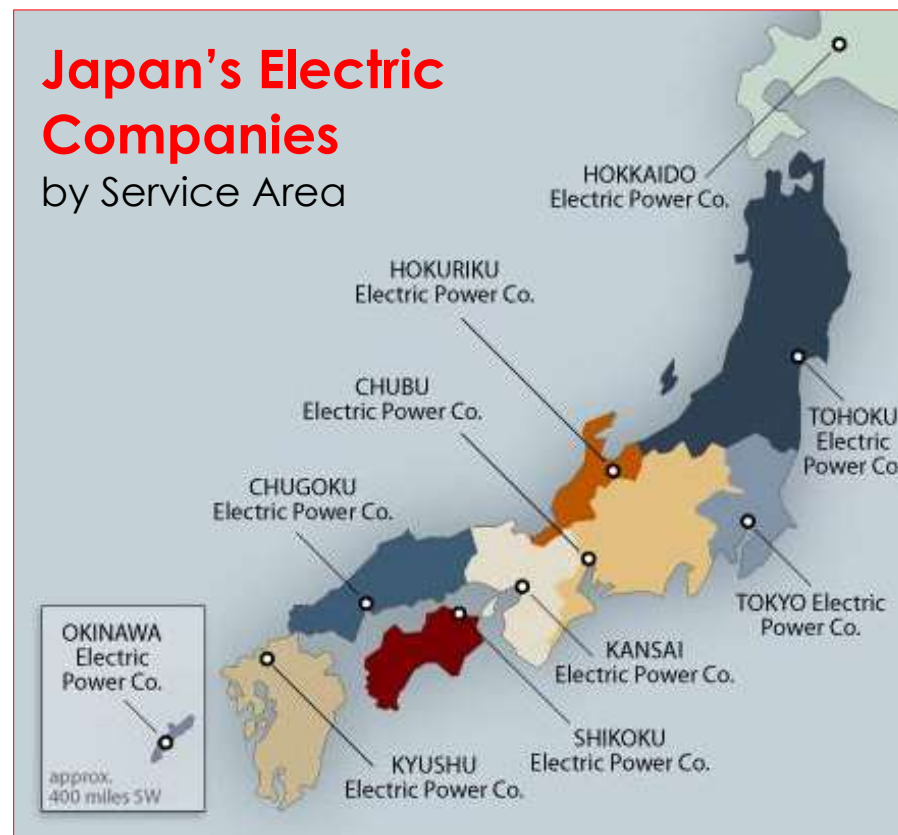 Japan’s Electric
Companies
by Service Area
HOKKAIDO
Electric Power Co.
HOKURIKU
Electric Power Co.
CHUBU
Electric Power Co.
TOHOKU
Electric
Power Co
CHUGOKU
Electric Power Co.
TOKYO Electric
Power Co.
OKINAWA
Electric
Power Co.
KANSAI
Electric Power Co.
SHIKOKU
Electric Power Co.
KYUSHU
Electric Power Co.
approx.
400 miles SW